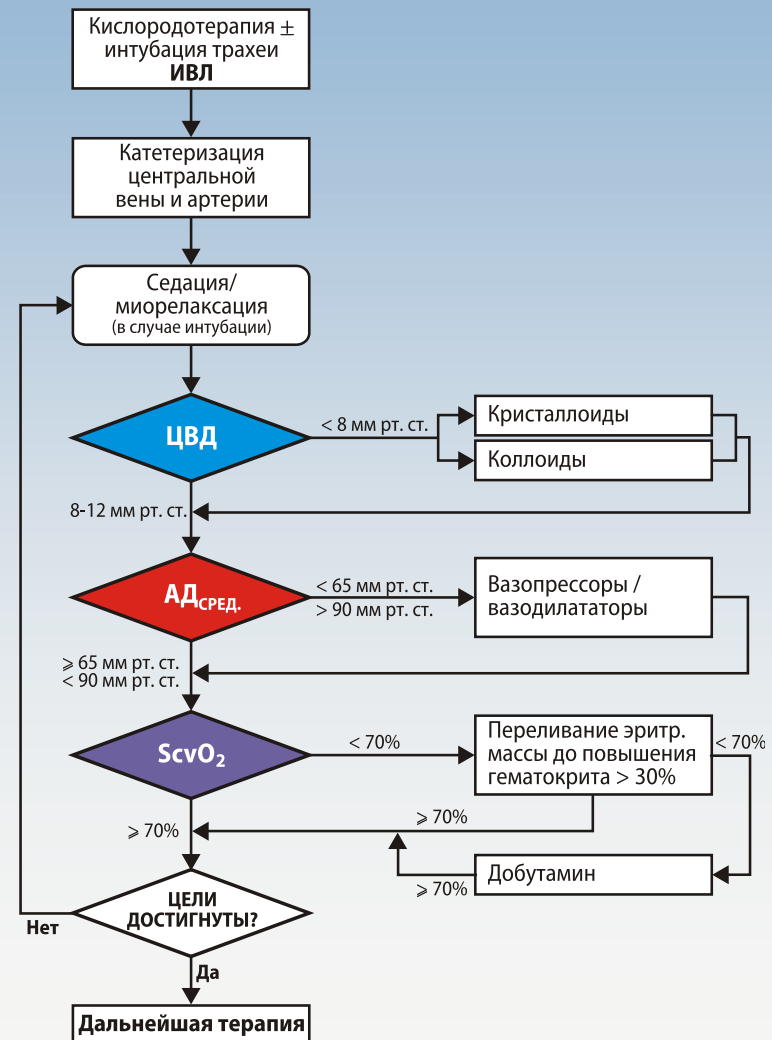 Кислородотерапия ±
интубация трахеи
ИВЛ
Катетеризация
центральной
вены и артерии
Седация/
миорелаксация
(в случае интубации)
ЦВД
< 8 мм рт. ст.
Кристаллоиды
Коллоиды
8-12 мм рт. ст.
АДСРЕД.
< 65 мм рт. ст.
> 90 мм рт. ст.
Вазопрессоры /
вазодилататоры
⩾ 65 мм рт. ст.
< 90 мм рт. ст.
ScvO₂
< 70%
Переливание эритр.
массы до повышения
гематокрита > 30%
< 70%
⩾ 70%
⩾ 70%
Добутамин
⩾ 70%
ЦЕЛИ
ДОСТИГНУТЫ?
Нет
Да
Дальнейшая терапия